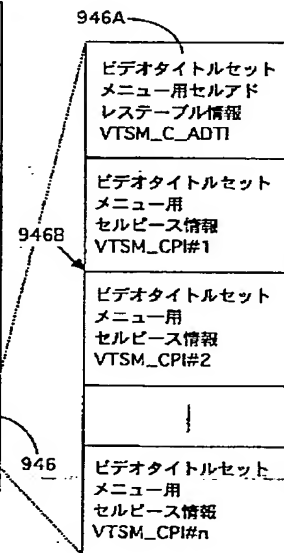 946A
ビデオタイトルセット
メニュー用セルアド
レステーブル情報
VTSM_C_ADTI
ビデオタイトルセット
メニュー用
セルピース情報
VTSM_CPI#1
946B
ビデオタイトルセット
メニュー用
セルピース情報
VTSM_CPI#2
946
ビデオタイトルセット
メニュー用
セルピース情報
VTSM_CPI#n